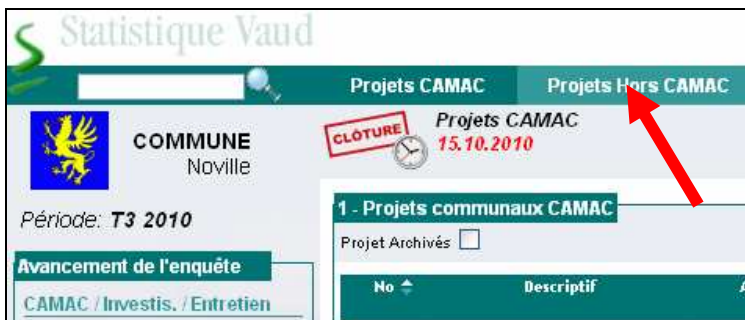 Statistique Vaud
Projets CAMAC
Projets Hors CAMAC
COMMUNE
Noville
CLÔTURE
Projets CAMAC
15.10.2010
Période: T3 2010
1 - Projets communaux CAMAC
Projet Archivés
Avancement de l'enquête
CAMAC / Investis. / Entretien
No
Descriptif